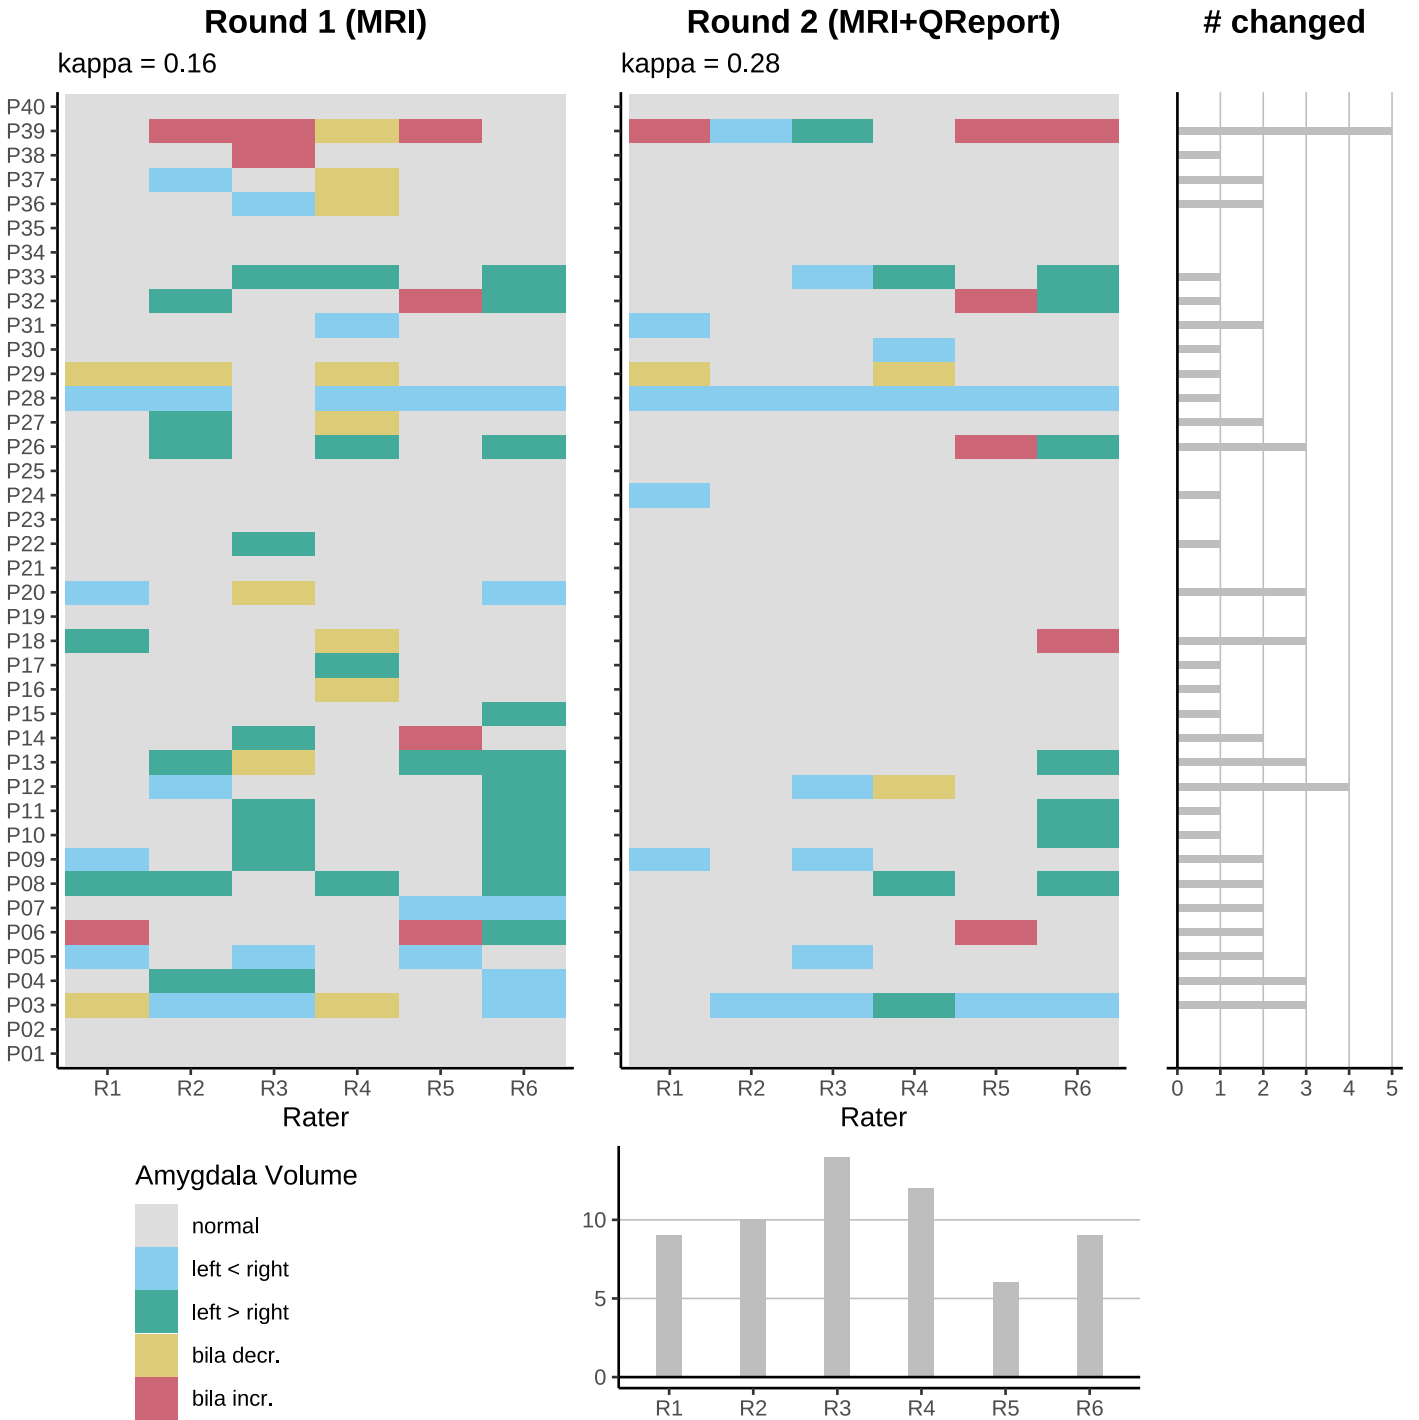 Round 1 (MRI)
Round 2 (MRI+QReport)
# changed
kappa = 0.16
kappa = 0.28
P40
P39
P38
P37
P36
P35
P34
P33
P32
P31
P30
P29
P28
P27
P26
P25
P24
P23
P22
P21
P20
P19
P18
P17
P16
P15
P14
P13
P12
P11
P10
P09
P08
P07
P06
P05
P04
P03
P02
P01
R1 R2 R3 R4 R5 R6
R1 R2 R3 R4 R5 R6
0 1 2 3 4 5
Rater
Rater
Amygdala Volume
normal
left < right
left > right
bila decr.
bila incr.
10
5
0
R1 R2 R3 R4 R5 R6